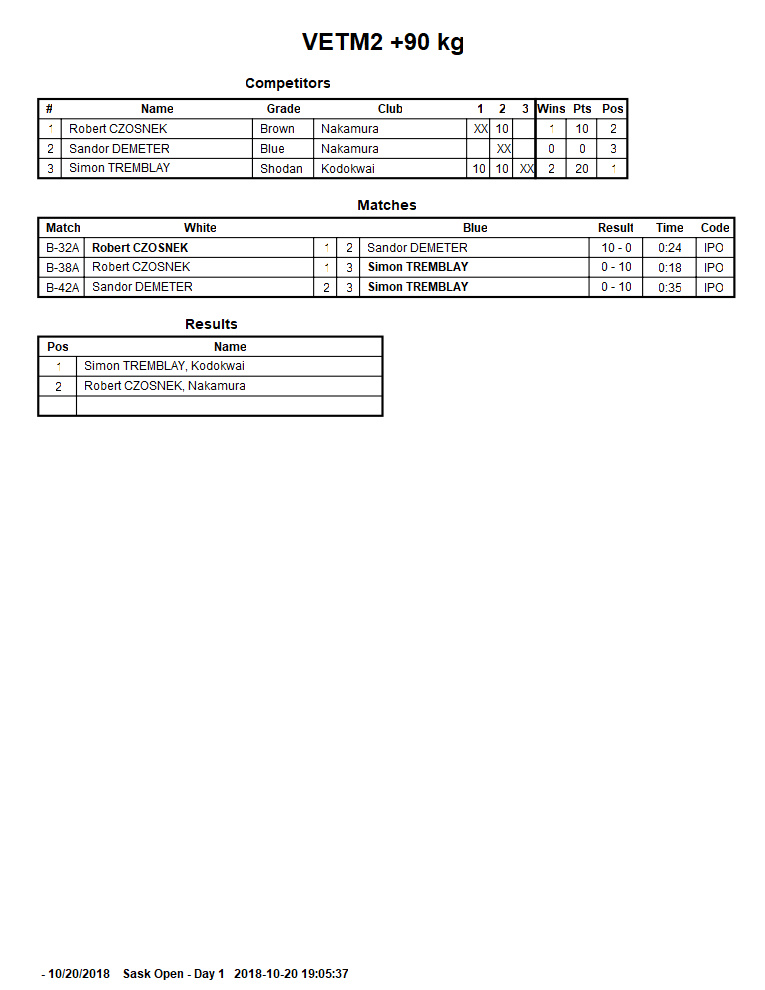 VETM2 +90 kg
Competitors
# Name Grade Club 1 2 3 Wins Pts Pos
1 Robert CZOSNEK Brown Nakamura XX 10 1 10 2
2 Sandor DEMETER Blue Nakamura XX 0 0 3
3 Simon TREMBLAY Shodan Kodokwai 10 10 XX 2 20 1
Matches
Match White Blue Result Time Code
B-32A Robert CZOSNEK 1 2 Sandor DEMETER 10 - 0 0:24 IPO
B-38A Robert CZOSNEK 1 3 Simon TREMBLAY 0 - 10 0:18 IPO
B-42A Sandor DEMETER 2 3 Simon TREMBLAY 0 - 10 0:35 IPO
Results
Pos Name
1 Simon TREMBLAY, Kodokwai
2 Robert CZOSNEK, Nakamura
- 10/20/2018 Sask Open - Day 1 2018-10-20 19:05:37